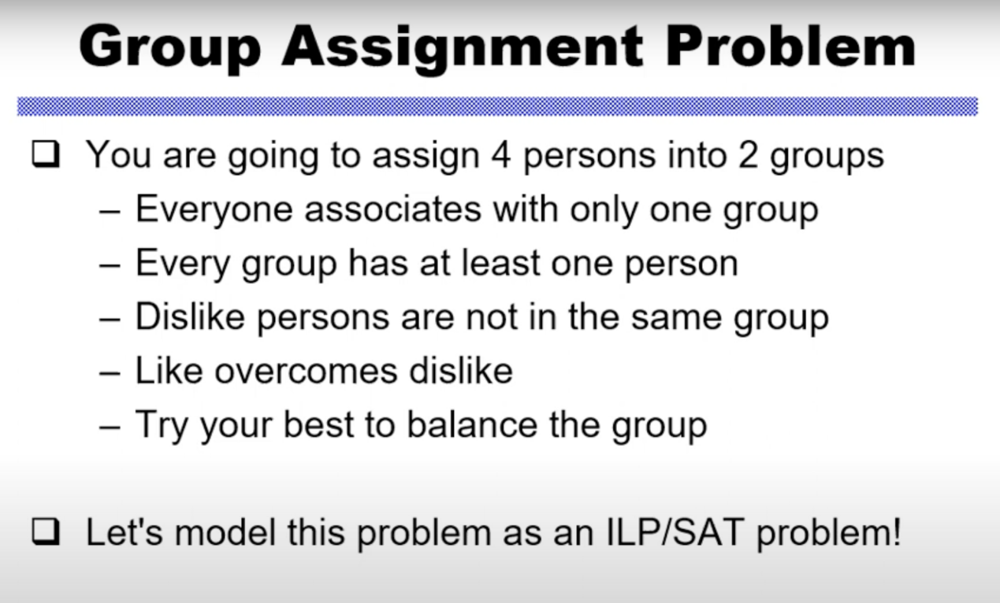 Group Assignment Problem
❑ You are going to assign 4 persons into 2 groups
– Everyone associates with only one group
– Every group has at least one person
– Dislike persons are not in the same group
– Like overcomes dislike
– Try your best to balance the group
❑ Let's model this problem as an ILP/SAT problem!